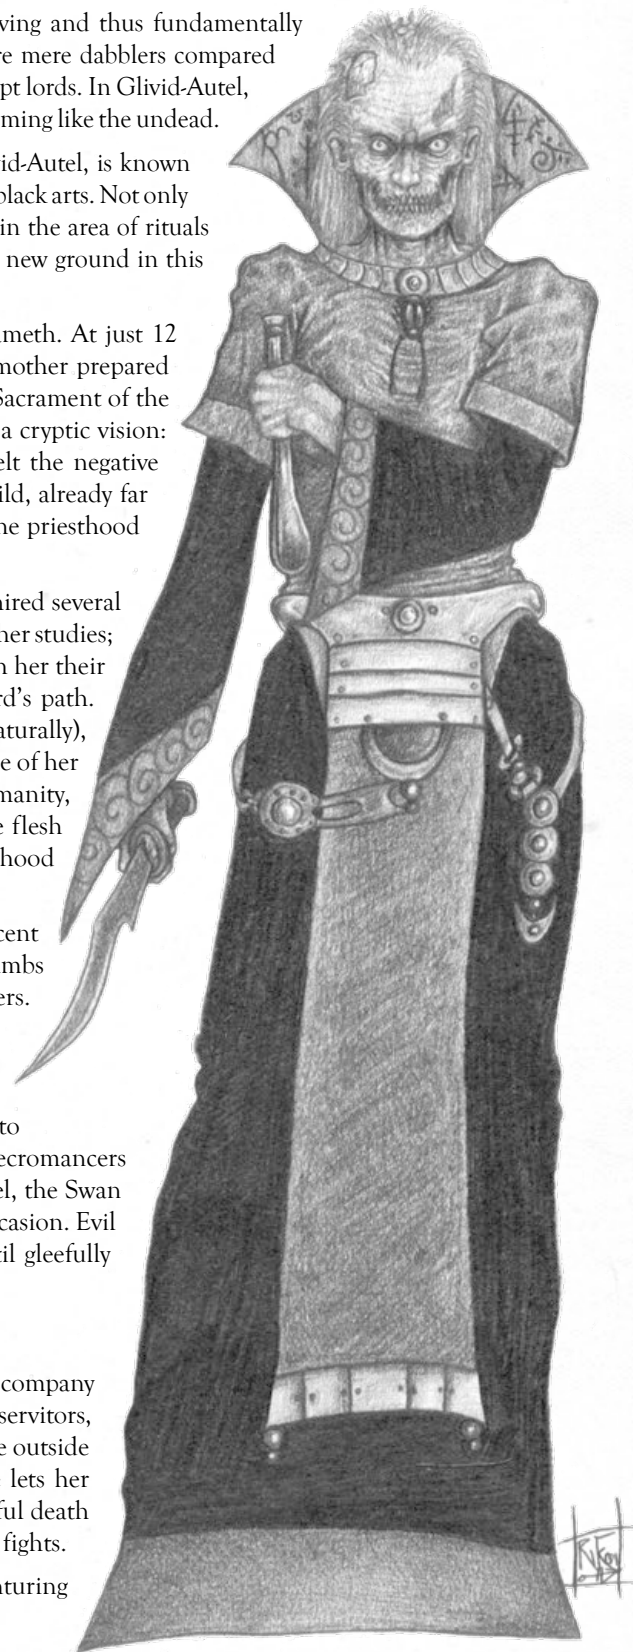 ving and thus fundamentally
re mere dabblers compared
pt lords. In Glivid-Autel,
ming like the undead.
id-Autel, is known
black arts. Not only
in the area of rituals
new ground in this
meth. At just 12
mother prepared
Sacrament of the
a cryptic vision:
elt the negative
ild, already far
he priesthood
ired several
her studies;
h her their
rd's path.
aturally),
e of her
manity,
e flesh
hood
cent
mbs
ers.
to
ecromancers
el, the Swan
casion. Evil
il gleefully
company
servitors,
e outside
lets her
ful death
fights.
nturing